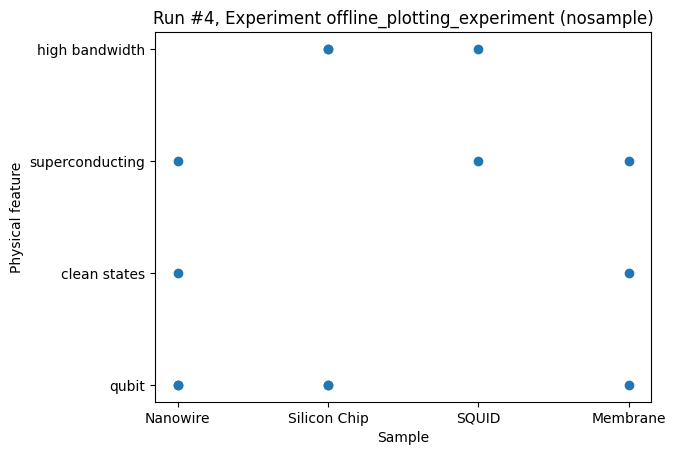 Run #4, Experiment offline_plotting_experiment (nosample)
high bandwidth
superconducting
clean states
qubit
Physical feature
Nanowire Silicon Chip SQUID Membrane
Sample